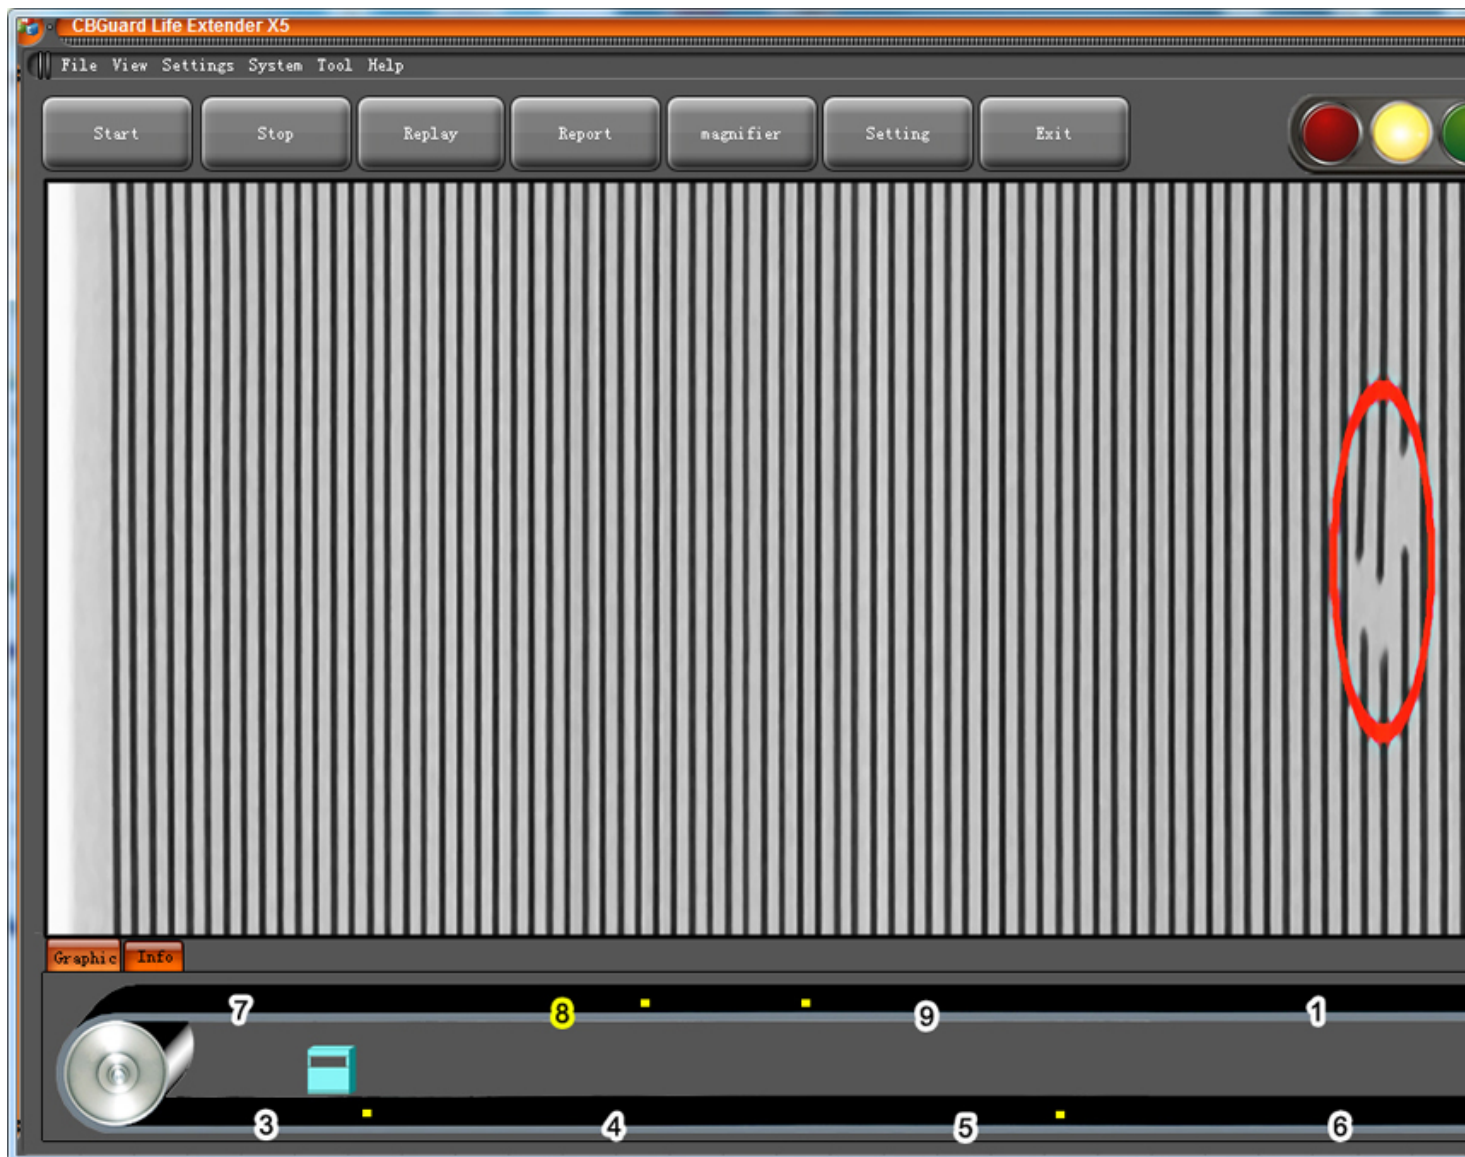 CBGuard Life Extender X5
File View Settings System Tool Help
Start Stop Replay Report magnifier Setting Exit
Graphic Info
7 8 9 1
3 4 5 6